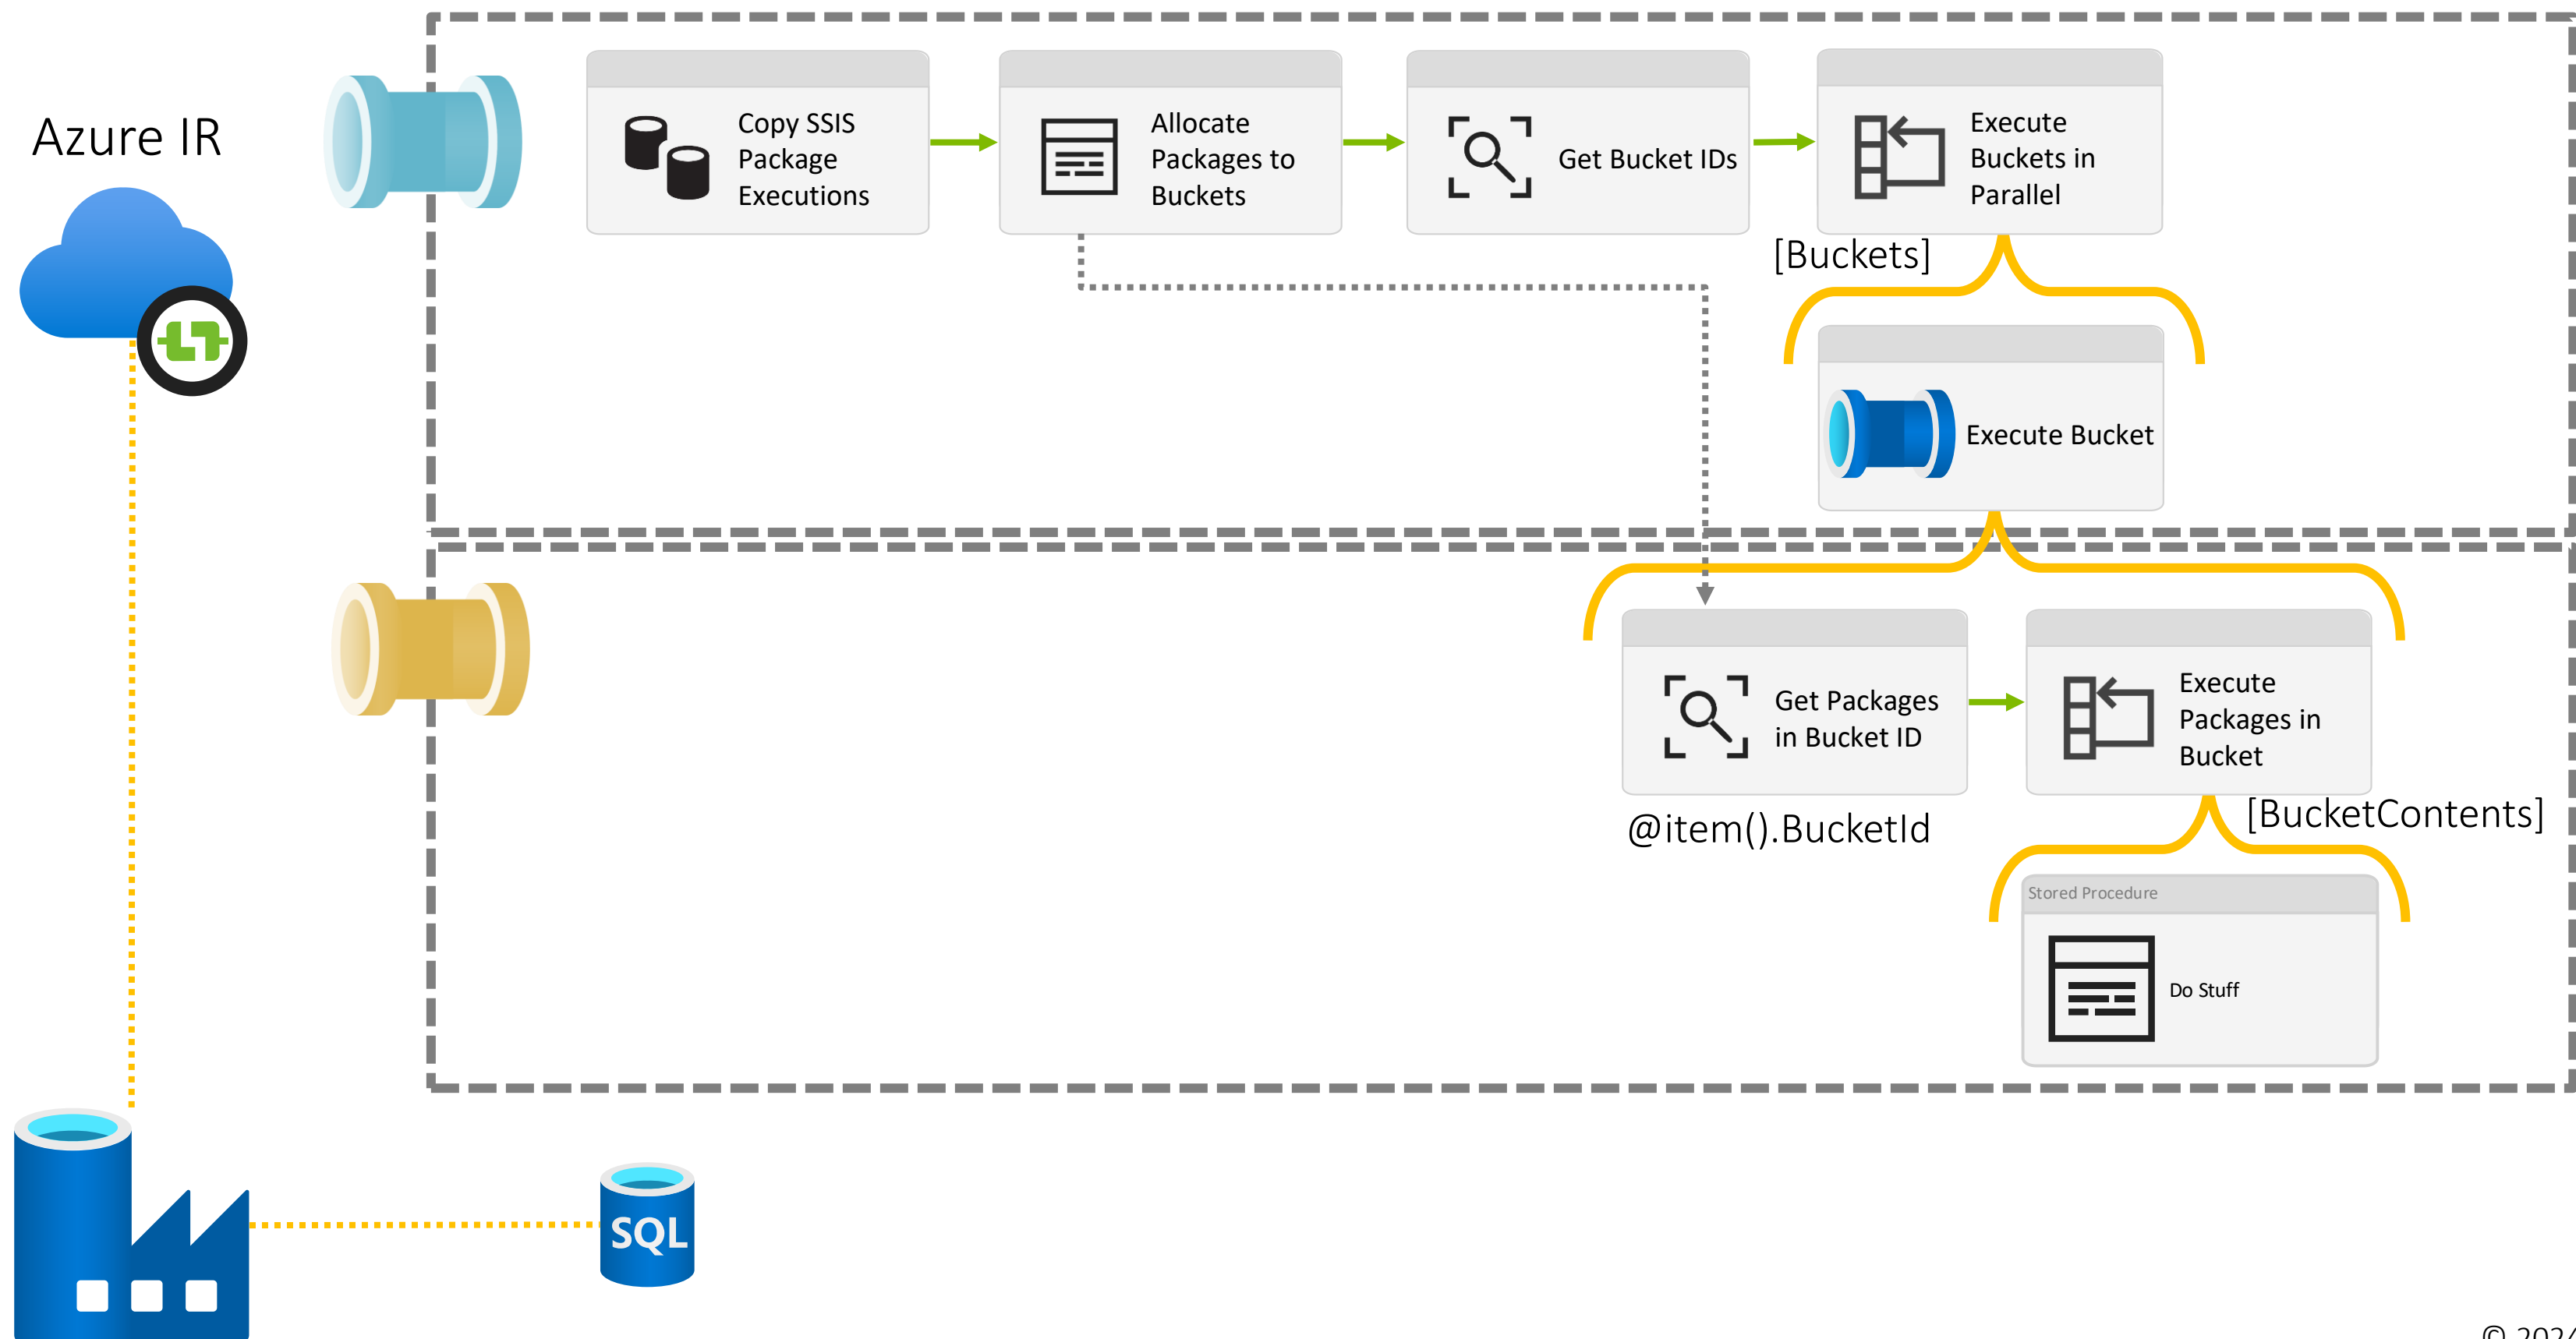 Azure IR
Copy SSIS
Package
Executions
Allocate
Packages to
Buckets
Get Bucket IDs
Execute
Buckets in
Parallel
[Buckets]
Execute Bucket
Get Packages
in Bucket ID
Execute
Packages in
Bucket
@item().BucketId
[BucketContents]
Stored Procedure
Do Stuff
SQL
© 2024